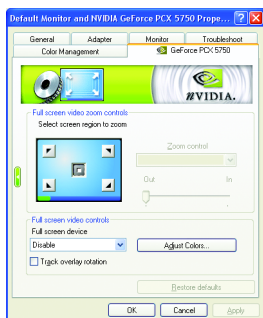 Default Monitor and NVIDIA GeForce PCX 5750 Prope...
General Adapter Monitor Troubleshoot
Color Management GeForce PCX 5750
NVIDIA.
Full screen video zoom controls
Select screen region to zoom
Zoom control
Out In
Full screen video controls
Full screen device
Disable Adjust Colors...
Track overlay rotation
Restore defaults
OK Cancel Apply